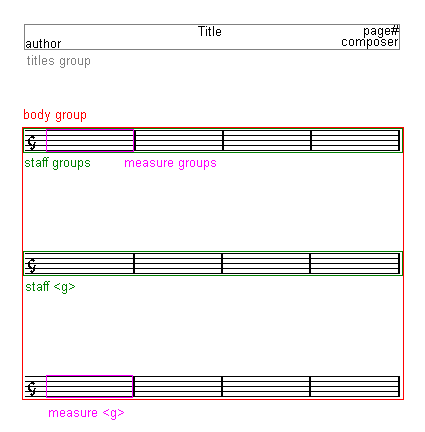 Title
page#
author
composer
titles group
body group
staff groups
measure groups
staff <g>
measure <g>